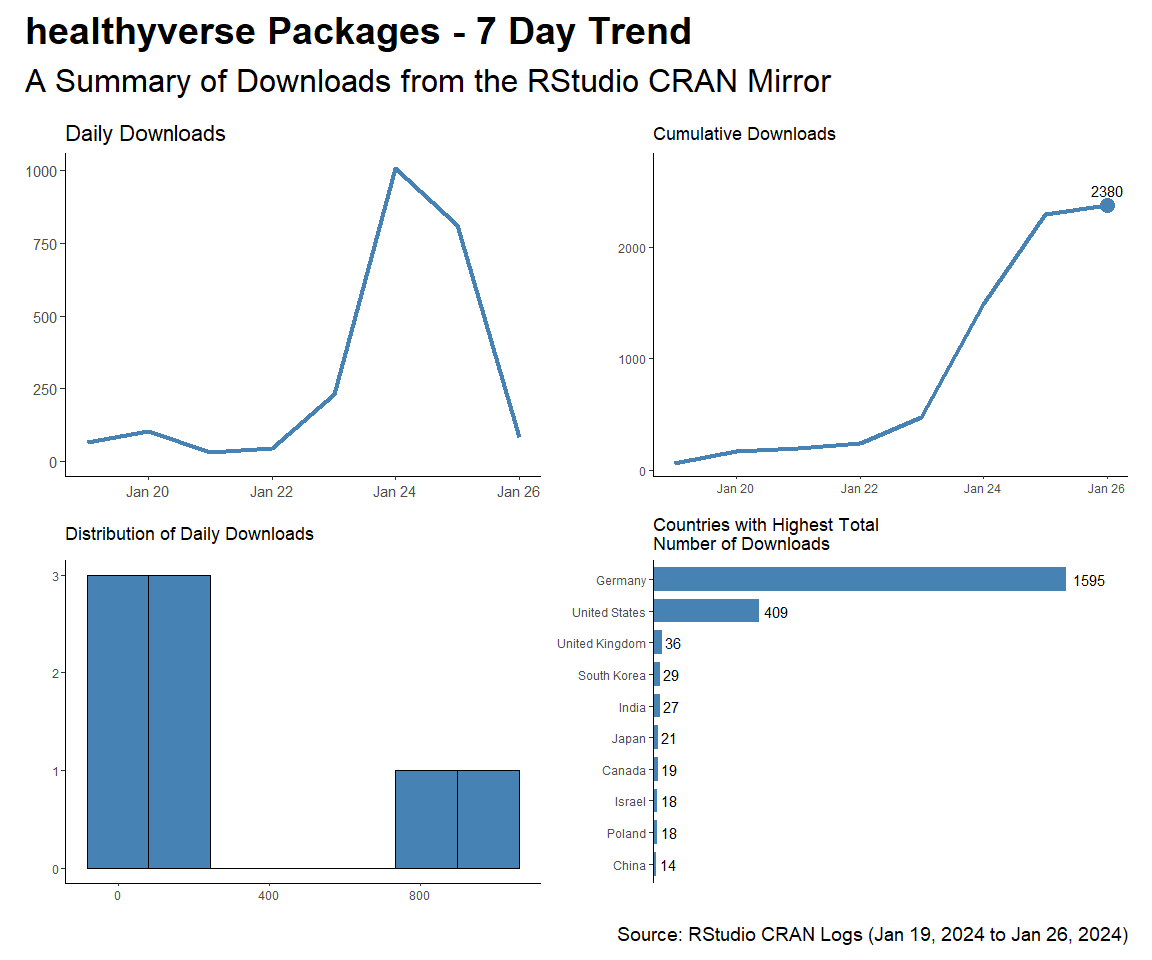 healthyverse Packages - 7 Day Trend
A Summary of Downloads from the RStudio CRAN Mirror
Daily Downloads
1000
750
500
250
0
Jan 20 Jan 22 Jan 24 Jan 26
Cumulative Downloads
2380
2000
1000
0
Jan 20 Jan 22 Jan 24 Jan 26
Distribution of Daily Downloads
3
2
1
0
0 400 800
Countries with Highest Total
Number of Downloads
Germany 1595
United States 409
United Kingdom 36
South Korea 29
India 27
Japan 21
Canada 19
Israel 18
Poland 18
China 14
Source: RStudio CRAN Logs (Jan 19, 2024 to Jan 26, 2024)